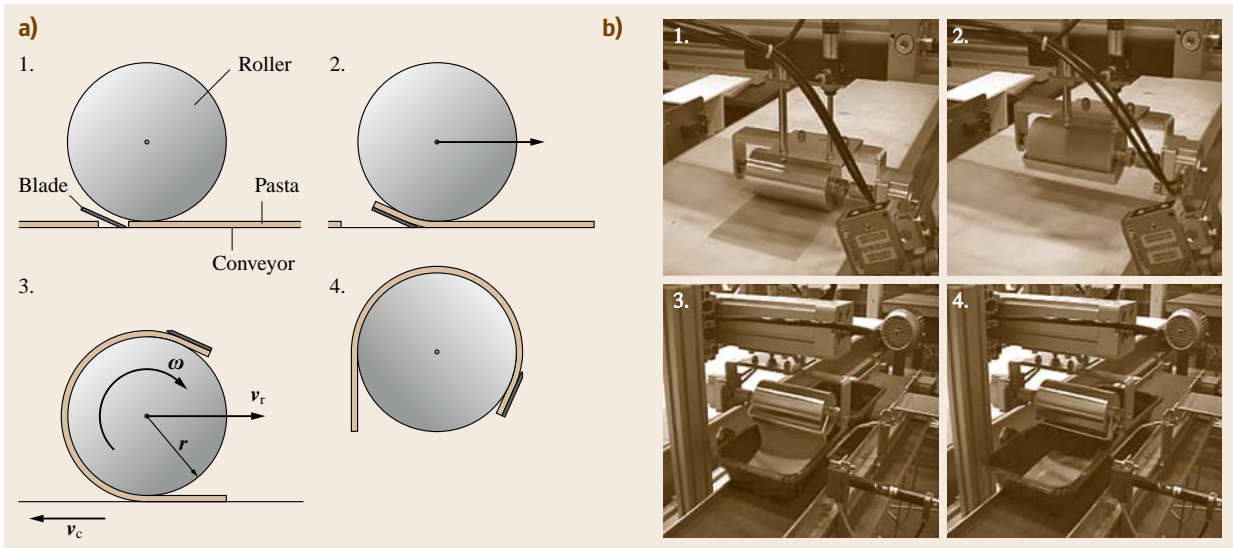 a)
1.
Roller
Blade
Pasta
Conveyor
2.
3.
ω
v_r
r
v_c
4.
b)
1.
2.
3.
4.